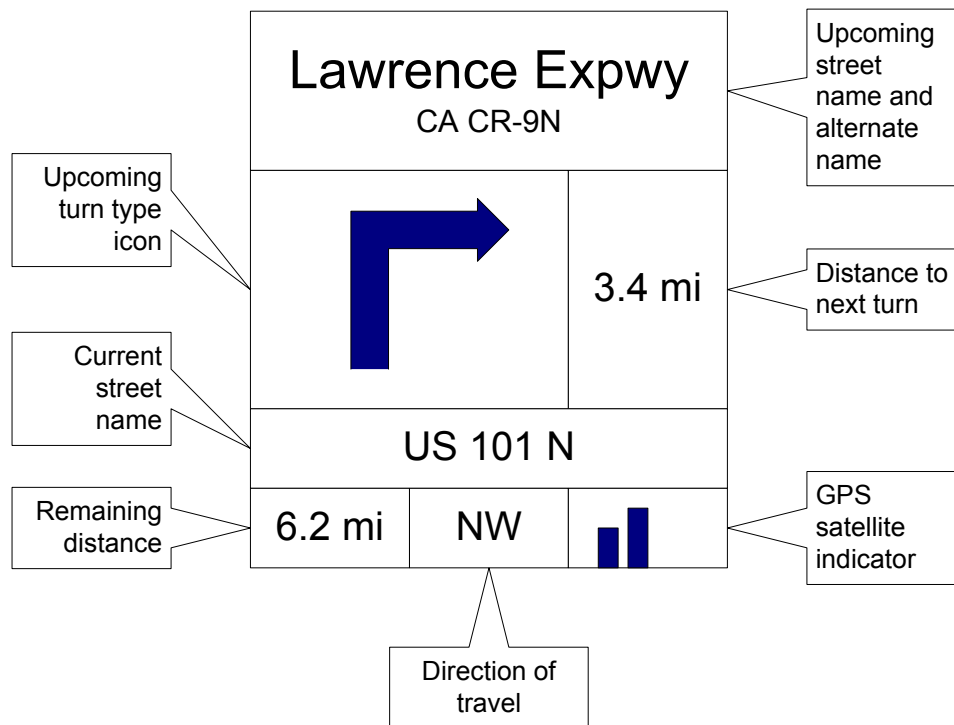 Lawrence Expwy
CA CR-9N
Upcoming
street
name and
alternate
name
Upcoming
turn type
icon
3.4 mi
Distance to
next turn
Current
street
name
US 101 N
Remaining
distance
6.2 mi
NW
GPS
satellite
indicator
Direction of
travel